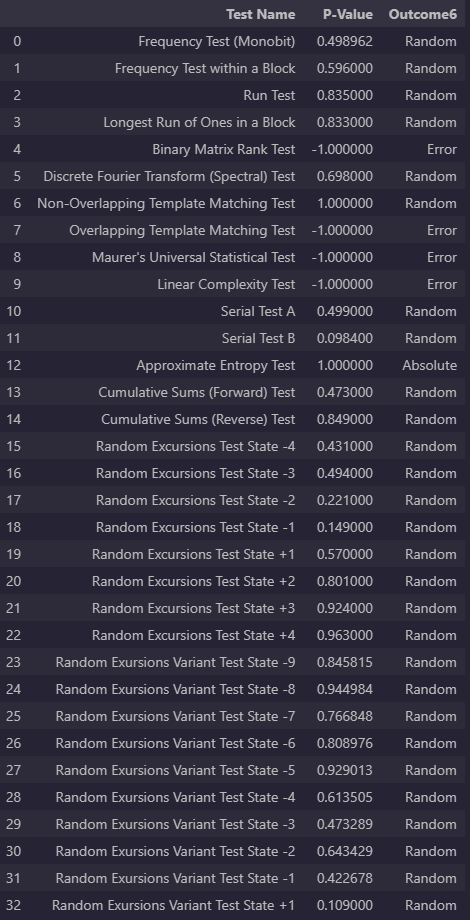 Test Name P-Value Outcome6
0 Frequency Test (Monobit) 0.498962 Random
1 Frequency Test within a Block 0.596000 Random
2 Run Test 0.835000 Random
3 Longest Run of Ones in a Block 0.833000 Random
4 Binary Matrix Rank Test -1.000000 Error
5 Discrete Fourier Transform (Spectral) Test 0.698000 Random
6 Non-Overlapping Template Matching Test 1.000000 Random
7 Overlapping Template Matching Test -1.000000 Error
8 Maurer's Universal Statistical Test -1.000000 Error
9 Linear Complexity Test -1.000000 Error
10 Serial Test A 0.499000 Random
11 Serial Test B 0.098400 Random
12 Approximate Entropy Test 1.000000 Absolute
13 Cumulative Sums (Forward) Test 0.473000 Random
14 Cumulative Sums (Reverse) Test 0.849000 Random
15 Random Excursions Test State -4 0.431000 Random
16 Random Excursions Test State -3 0.494000 Random
17 Random Excursions Test State -2 0.221000 Random
18 Random Excursions Test State -1 0.149000 Random
19 Random Excursions Test State +1 0.570000 Random
20 Random Excursions Test State +2 0.801000 Random
21 Random Excursions Test State +3 0.924000 Random
22 Random Excursions Test State +4 0.963000 Random
23 Random Exursions Variant Test State -9 0.845815 Random
24 Random Exursions Variant Test State -8 0.944984 Random
25 Random Exursions Variant Test State -7 0.766848 Random
26 Random Exursions Variant Test State -6 0.808976 Random
27 Random Exursions Variant Test State -5 0.929013 Random
28 Random Exursions Variant Test State -4 0.613505 Random
29 Random Exursions Variant Test State -3 0.473289 Random
30 Random Exursions Variant Test State -2 0.643429 Random
31 Random Exursions Variant Test State -1 0.422678 Random
32 Random Exursions Variant Test State +1 0.109000 Random